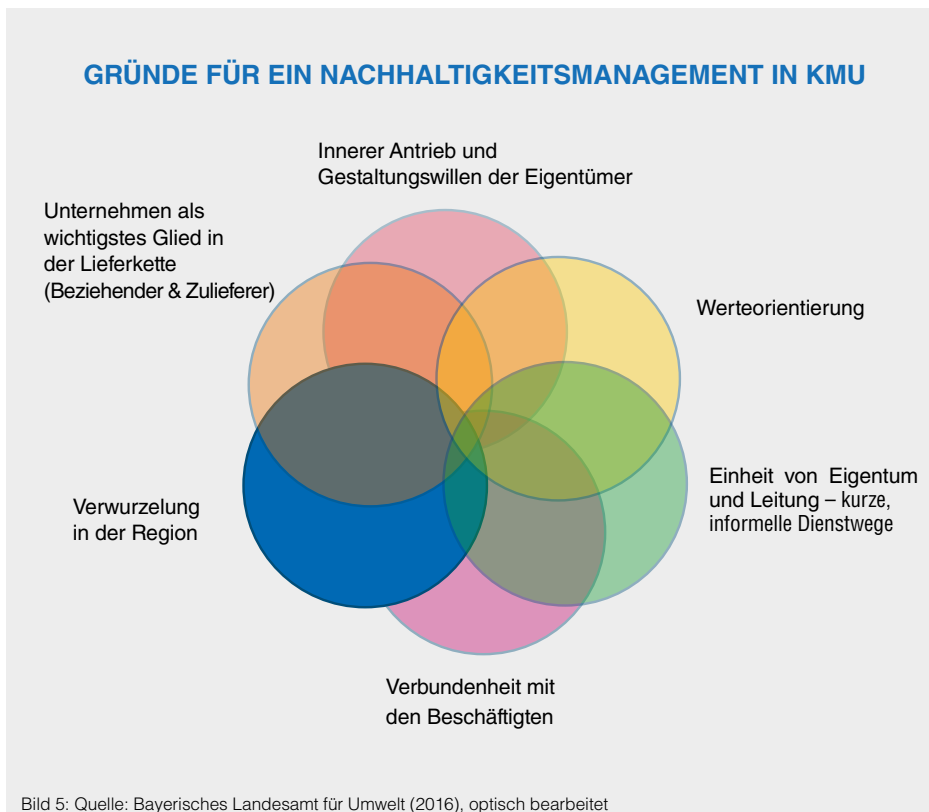 GRÜNDE FÜR EIN NACHHALTIGKEITSMANAGEMENT IN KMU
Innerer Antrieb und
Gestaltungswillen der Eigentümer
Unternehmen als
wichtigstes Glied in
der Lieferkette
(Beziehender & Zulieferer)
Werteorientierung
Einheit von Eigentum
und Leitung – kurze,
informelle Dienstwege
Verwurzelung
in der Region
Verbundenheit mit
den Beschäftigten
Bild 5: Quelle: Bayerisches Landesamt für Umwelt (2016), optisch bearbeitet